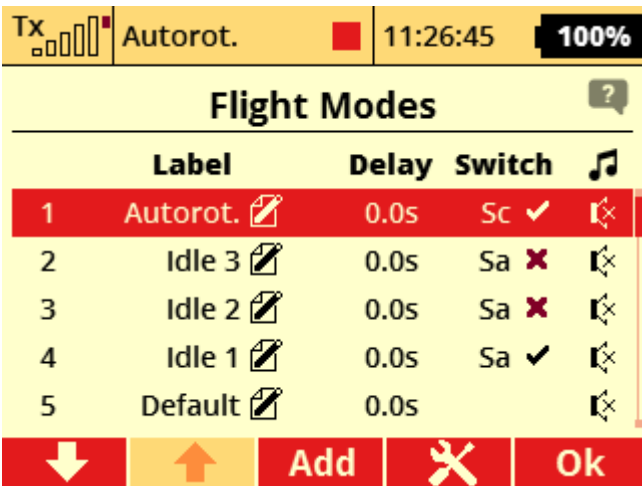 Tx Autorot. 11:26:45 100%
Flight Modes ?
Label Delay Switch
1 Autorot. 0.0s Sc
2 Idle 3 0.0s Sa
3 Idle 2 0.0s Sa
4 Idle 1 0.0s Sa
5 Default 0.0s
Add Ok